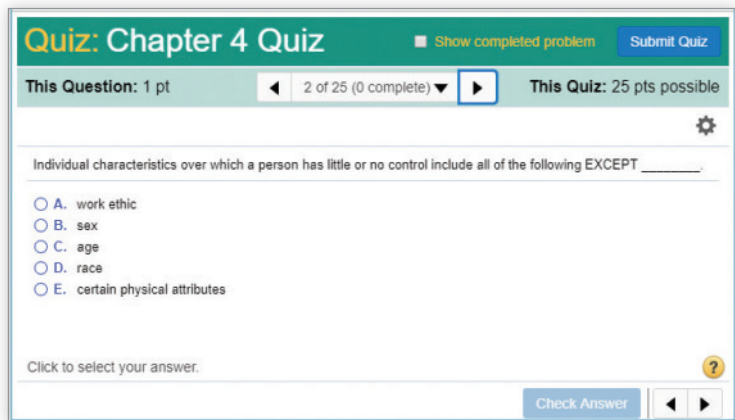 Quiz: Chapter 4 Quiz Show completed problem Submit Quiz
This Question: 1 pt 2 of 25 (0 complete) This Quiz: 25 pts possible
Individual characteristics over which a person has little or no control include all of the following EXCEPT ________.
A. work ethic
B. sex
C. age
D. race
E. certain physical attributes
Click to select your answer. ?
Check Answer